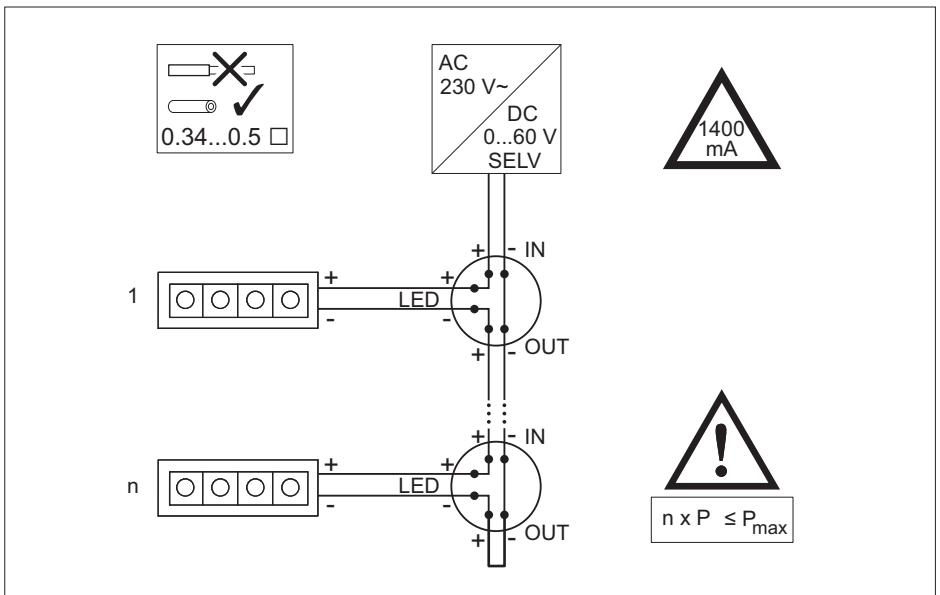 AC
230 V~
DC
0...60 V
SELV
0.34...0.5 □
1400
mA
+ - IN
1
+ +
LED
- -
+ - OUT
+ - IN
n
+ +
LED
- -
+ - OUT
!
n x P ≤ Pmax